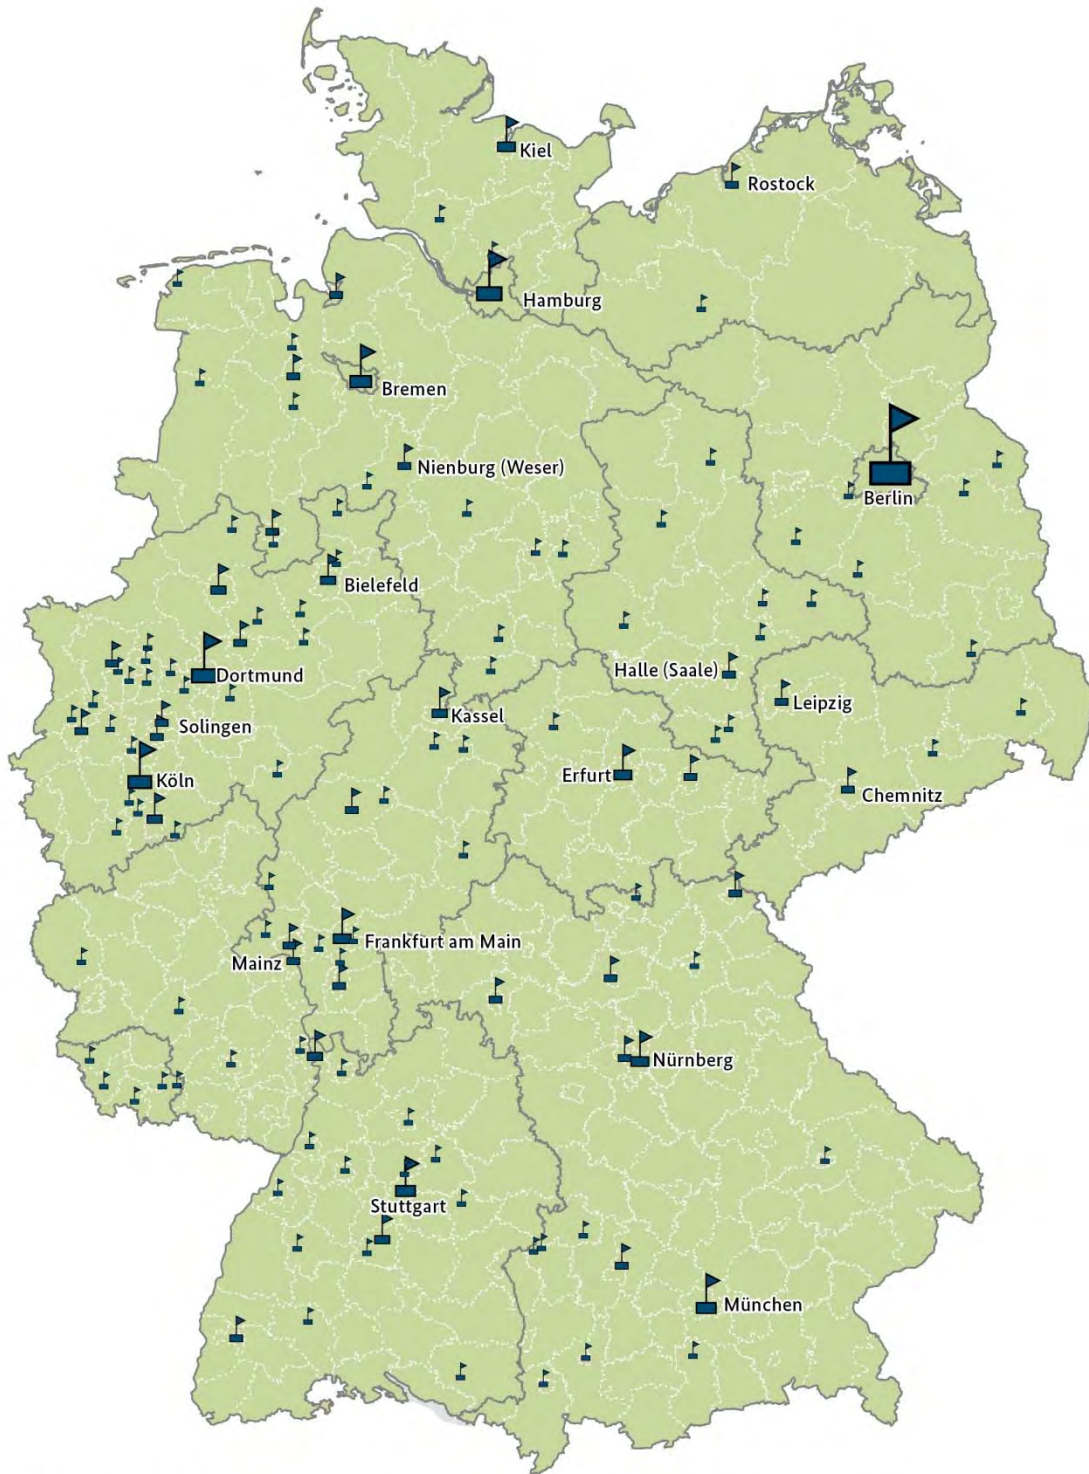 Kiel
Rostock
Hamburg
Bremen
Nienburg (Weser)
Berlin
Bielefeld
Halle (Saale)
Dortmund
Leipzig
Kassel
Solingen
Erfurt
Köln
Chemnitz
Frankfurt am Main
Mainz
Nürnberg
Stuttgart
München